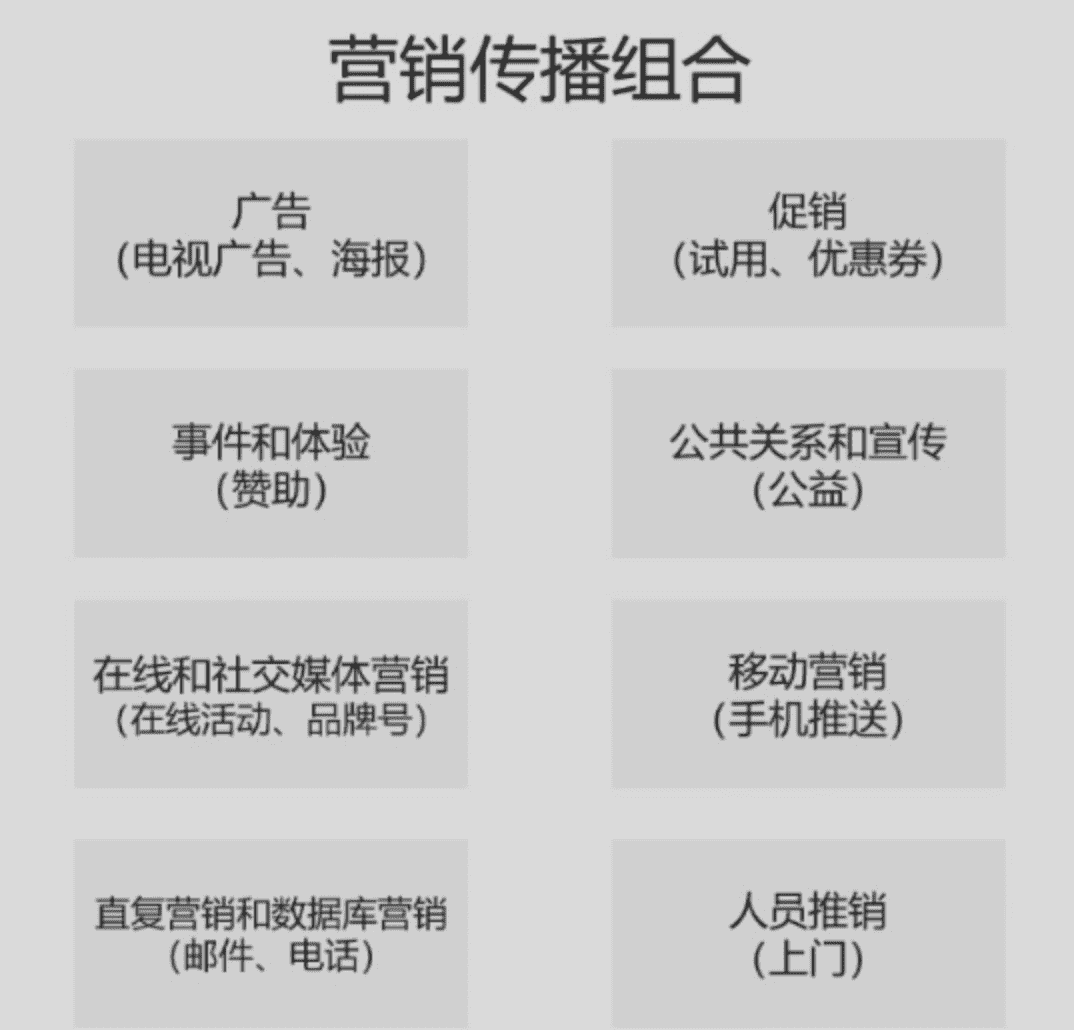 营销传播组合
广告
（电视广告、海报）
促销
（试用、优惠券）
事件和体验
（赞助）
公共关系和宣传
（公益）
在线和社交媒体营销
（在线活动、品牌号）
移动营销
（手机推送）
直复营销和数据库营销
（邮件、电话）
人员推销
（上门）